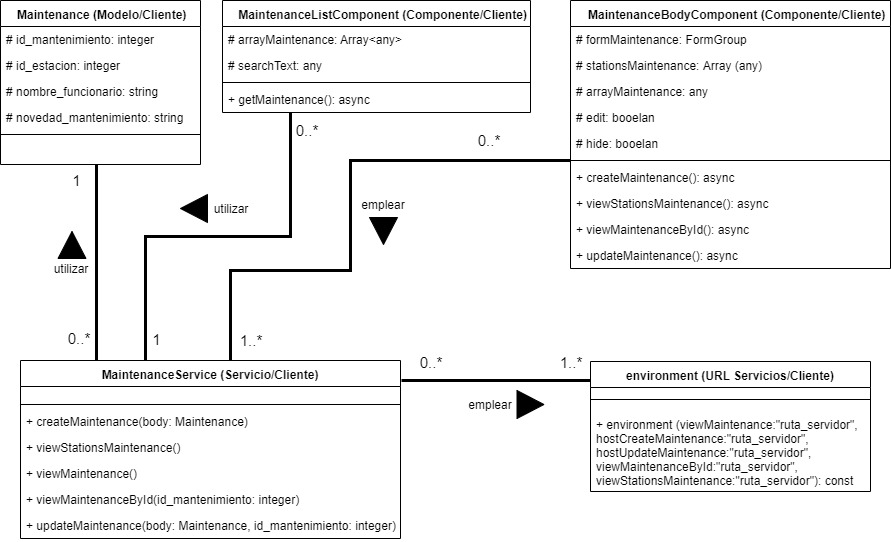 Maintenance (Modelo/Cliente)
# id_mantenimiento: integer
# id_estacion: integer
# nombre_funcionario: string
# novedad_mantenimiento: string
MaintenanceListComponent (Componente/Cliente)
# arrayMaintenance: Array<any>
# searchText: any
+ getMaintenance(): async
MaintenanceBodyComponent (Componente/Cliente)
# formMaintenance: FormGroup
# stationsMaintenance: Array (any)
# arrayMaintenance: any
# edit: booelan
# hide: booelan
+ createMaintenance(): async
+ viewStationsMaintenance(): async
+ viewMaintenanceById(): async
+ updateMaintenance(): async
0..*
0..*
1
utilizar
emplear
utilizar
0..*
1
1..*
MaintenanceService (Servicio/Cliente)
+ createMaintenance(body: Maintenance)
+ viewStationsMaintenance()
+ viewMaintenance()
+ viewMaintenanceById(id_mantenimiento: integer)
+ updateMaintenance(body: Maintenance, id_mantenimiento: integer)
0..*
1..*
emplear
environment (URL Servicios/Cliente)
+ environment (viewMaintenance:"ruta_servidor",
hostCreateMaintenance:"ruta_servidor",
hostUpdateMaintenance:"ruta_servidor",
viewMaintenanceById:"ruta_servidor",
viewStationsMaintenance:"ruta_servidor"): const